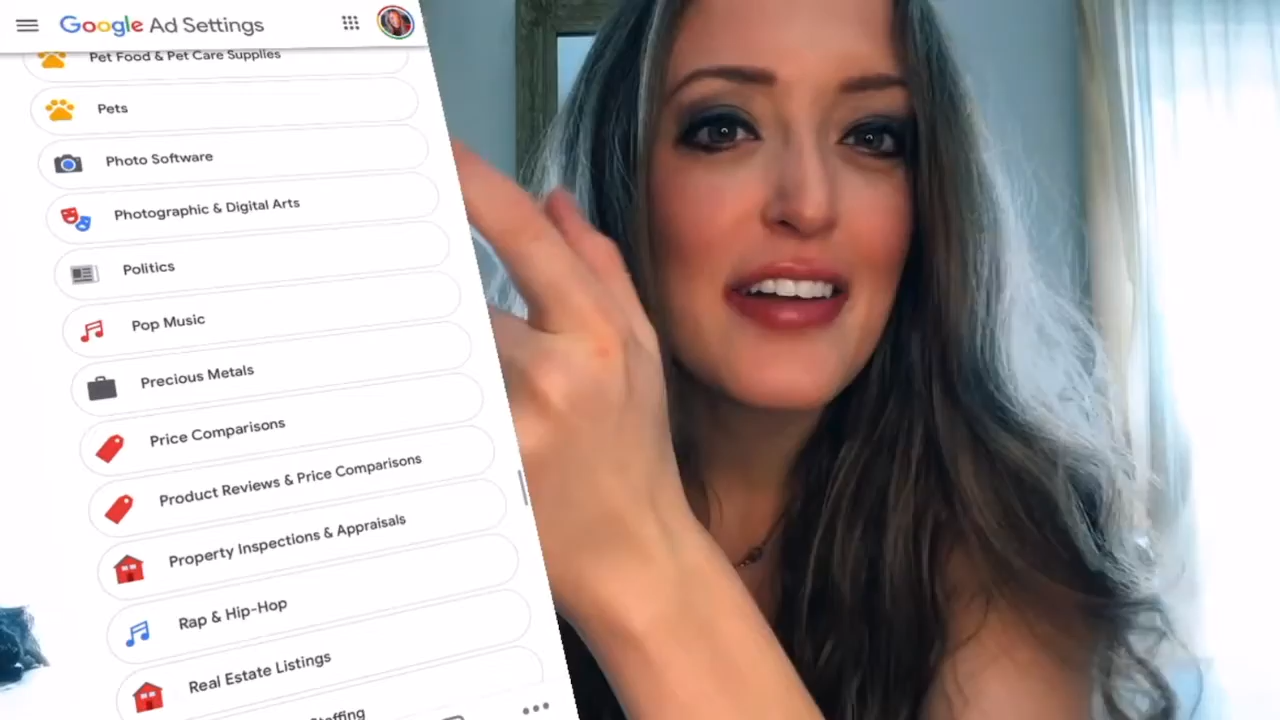 Google Ad Settings
Pet Food & Pet Care Supplies
Pets
Photo Software
Photographic & Digital Arts
Politics
Pop Music
Precious Metals
Price Comparisons
Product Reviews & Price Comparisons
Property Inspections & Appraisals
Rap & Hip-Hop
Real Estate Listings
Staffing